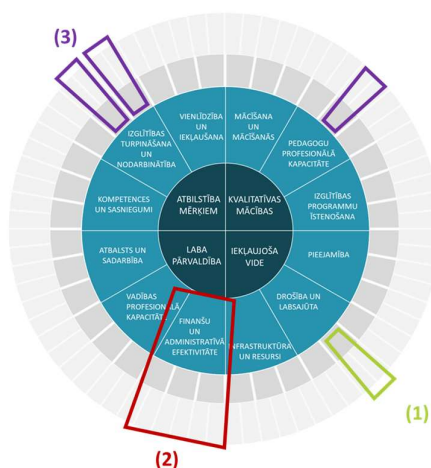 (3)
VIENLĪDZĪBA
UN
IEKĻAUŠANA
MĀCĪŠANA
UN
MĀCĪŠANĀS
IZGLĪTĪBAS
TURPINĀŠANA
UN
NODARBINĀTĪBA
PEDAGOGU
PROFESIONĀLĀ
KAPACITĀTE
KOMPETENCES
UN SASNIEGUMI
ATBILSTĪBA
MĒRĶIEM
KVALITATĪVAS
MĀCĪBAS
IZGLĪTĪBAS
PROGRAMMU
ĪSTENOŠANA
ATBALSTS UN
SADARBĪBA
LABA
PĀRVALDĪBA
IEKĻAUJOŠA
VIDE
PIEEJAMĪBA
VADĪBAS
PROFESIONĀLĀ
KAPACITĀTE
DROŠĪBA UN
LABSAJŪTA
FINANŠU
UN
ADMINISTRATĪVĀ
EFEKTIVITĀTE
INFRASTRUKTŪRA
UN RESURSI
(1)
(2)